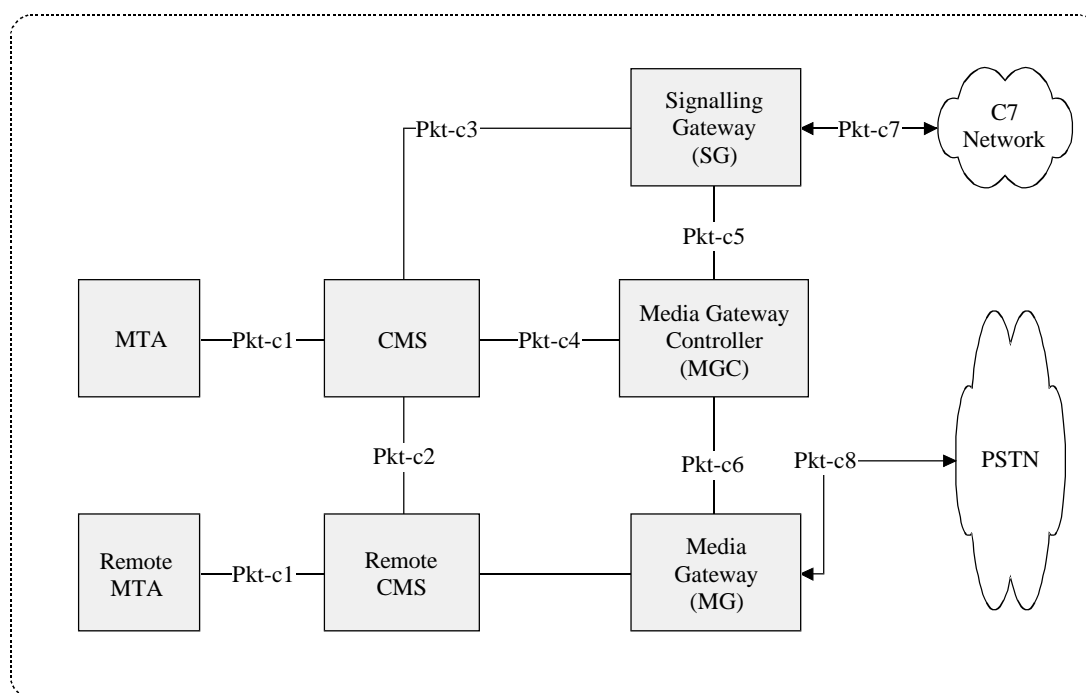 Signalling
Gateway
(SG)
C7
Network
Pkt-c3
Pkt-c7
Pkt-c5
MTA
Pkt-c1
CMS
Pkt-c4
Media Gateway
Controller
(MGC)
Pkt-c2
Pkt-c6
Pkt-c8
PSTN
Remote
MTA
Pkt-c1
Remote
CMS
Media
Gateway
(MG)